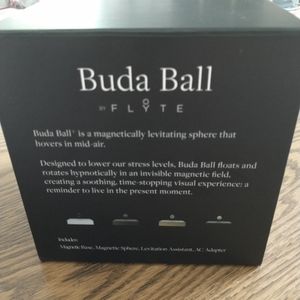 Buda Ball
BY FLYTE
Buda Ball® is a magnetically levitating sphere that
hovers in mid-air.
Designed to lower our stress levels, Buda Ball floats and
rotates hypnotically in an invisible magnetic field,
creating a soothing, time-stopping visual experience: a
reminder to live in the present moment.
Includes:
Magnetic Base, Magnetic Sphere, Levitation Assistant, AC Adapter